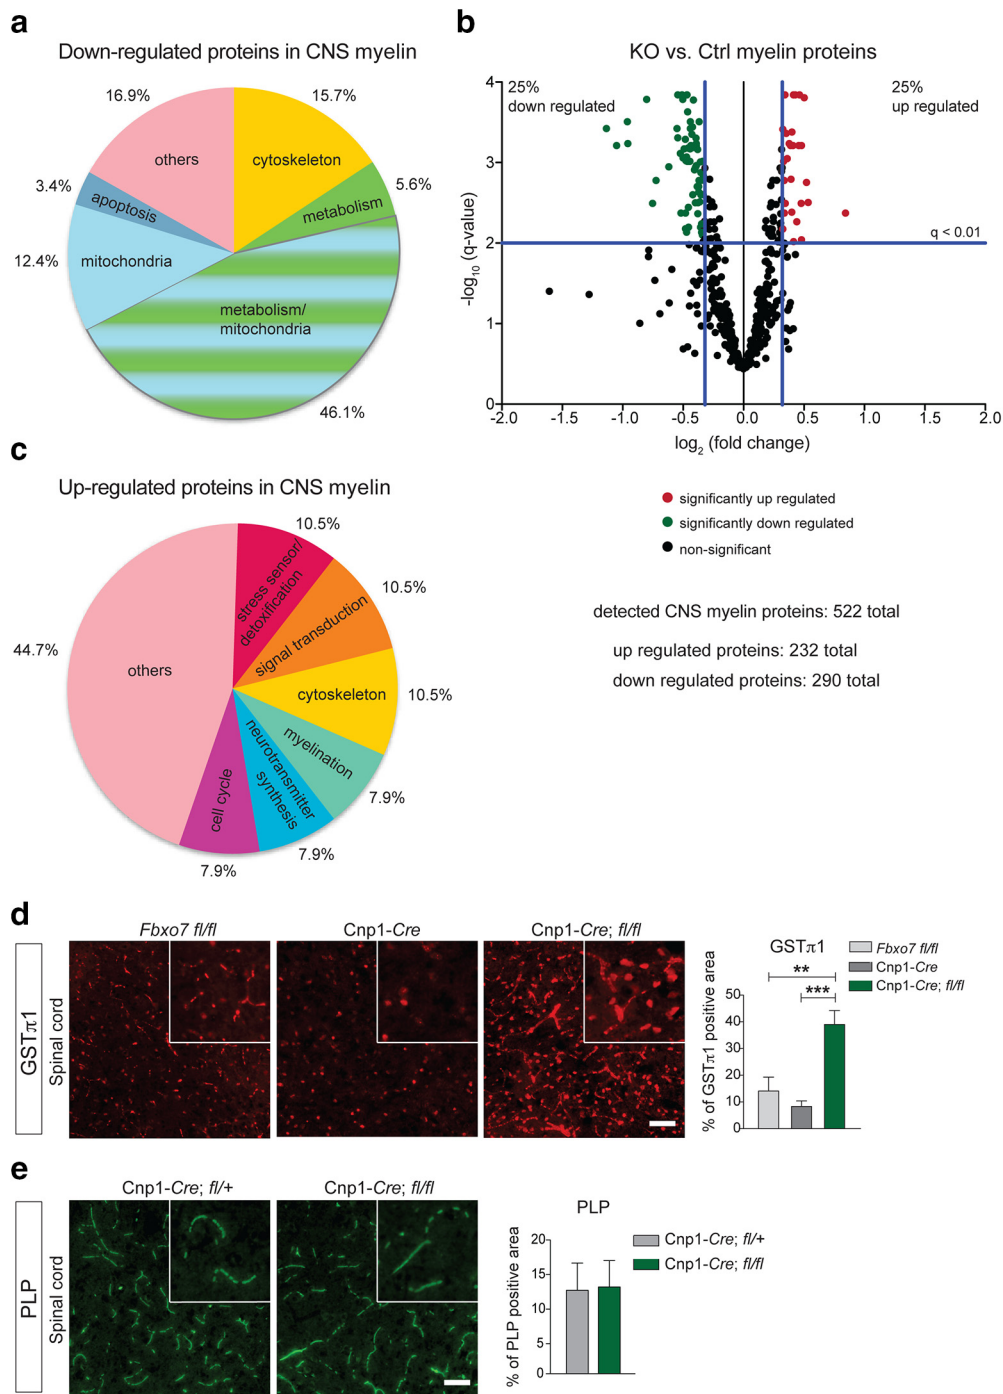 a
Down-regulated proteins in CNS myelin
16.9%
15.7%
others
cytoskeleton
3.4%
apoptosis
5.6%
metabolism
12.4%
mitochondria
metabolism/
mitochondria
46.1%
b
KO vs. Ctrl myelin proteins
25%
down regulated
25%
up regulated
q < 0.01
-log10 (q-value)
4
3
2
1
0
-2.0
-1.5
-1.0
-0.5
0.0
0.5
1.0
1.5
2.0
log2 (fold change)
significantly up regulated
significantly down regulated
non-significant
detected CNS myelin proteins: 522 total
up regulated proteins: 232 total
down regulated proteins: 290 total
c
Up-regulated proteins in CNS myelin
10.5%
stress sensor/
detoxification
10.5%
signal transduction
44.7%
others
cytoskeleton
10.5%
myelination
7.9%
neurotransmitter
synthesis
7.9%
cell cycle
7.9%
d
Fbxo7 fl/fl
Cnp1-Cre
Cnp1-Cre; fl/fl
GSTπ1
Spinal cord
GSTπ1
Fbxo7 fl/fl
Cnp1-Cre
Cnp1-Cre; fl/fl
**
***
% of GSTπ1 positive area
50
40
30
20
10
0
e
Cnp1-Cre; fl/+
Cnp1-Cre; fl/fl
PLP
Spinal cord
PLP
Cnp1-Cre; fl/+
Cnp1-Cre; fl/fl
% of PLP positive area
20
15
10
5
0